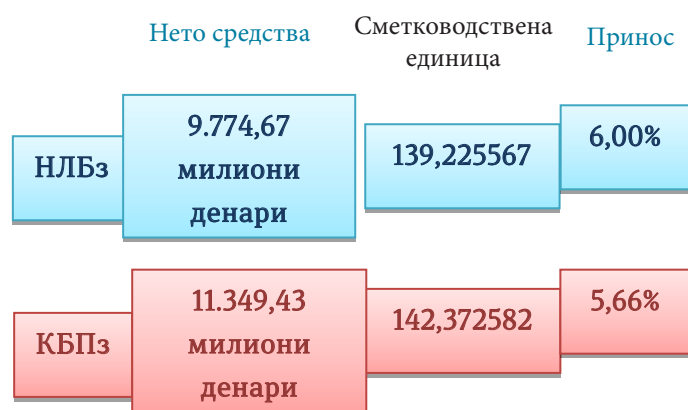 Нето средства
Сметководствена
единица
Принос
НЛБз
9.774,67
милиони
денари
139,225567
6,00%
КБПз
11.349,43
милиони
денари
142,372582
5,66%